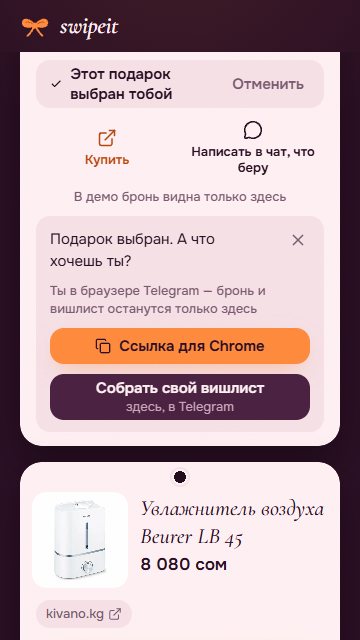 swipeit
Этот подарок
выбран тобой
Отменить
Купить
Написать в чат, что
беру
В демо бронь видна только здесь
Подарок выбран. А что
хочешь ты?
Ты в браузере Telegram — бронь и
вишлист останутся только здесь
Ссылка для Chrome
Собрать свой вишлист
здесь, в Telegram
Увлажнитель воздуха
Beurer LB 45
8 080 сом
kivano.kg